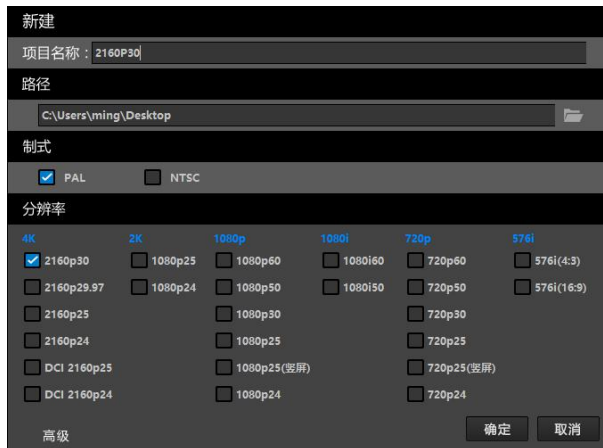 新建
项目名称：2160P30
路径
C:\Users\ming\Desktop
制式
PAL NTSC
分辨率
4K 2K 1080p 1080i 720p 576i
2160p30 1080p25 1080p60 1080i60 720p60 576i(4:3)
2160p29.97 1080p24 1080p50 1080i50 720p50 576i(16:9)
2160p25 1080p30 720p30
2160p24 1080p25 720p25
DCI 2160p25 1080p25(竖屏) 720p25(竖屏)
DCI 2160p24 1080p24 720p24
高级 确定 取消